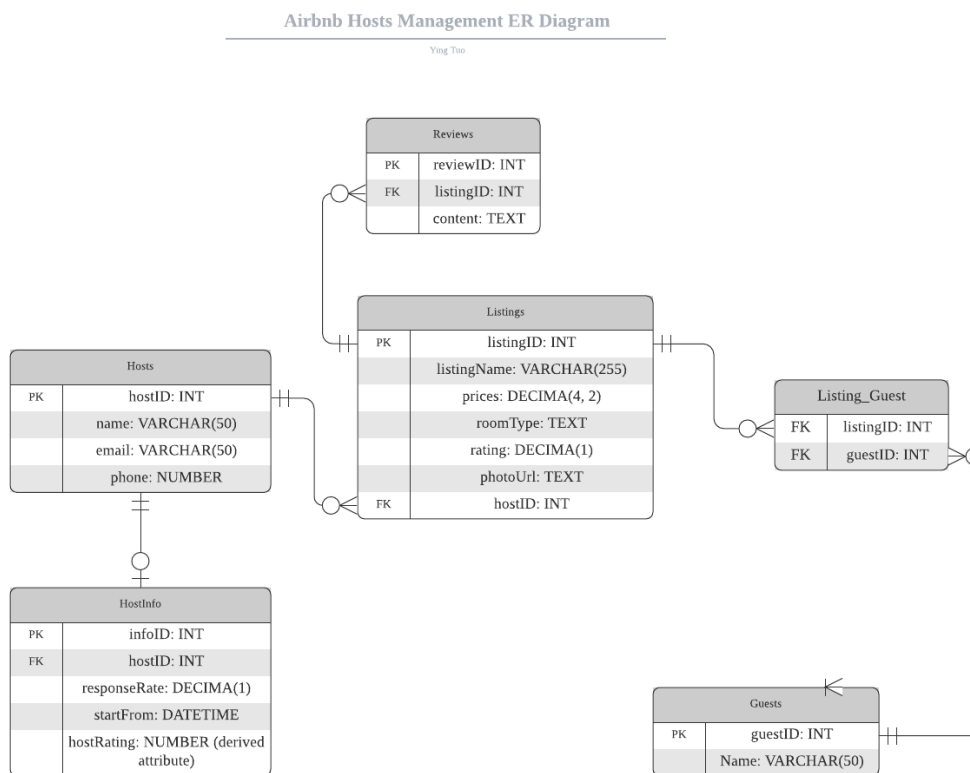 Airbnb Hosts Management ER Diagram
Ying Tuo
Reviews
PK reviewID: INT
FK listingID: INT
content: TEXT
Listings
PK listingID: INT
listingName: VARCHAR(255)
prices: DECIMA(4, 2)
roomType: TEXT
rating: DECIMA(1)
photoUrl: TEXT
FK hostID: INT
Hosts
PK hostID: INT
name: VARCHAR(50)
email: VARCHAR(50)
phone: NUMBER
Listing_Guest
FK listingID: INT
FK guestID: INT
HostInfo
PK infoID: INT
FK hostID: INT
responseRate: DECIMA(1)
startFrom: DATETIME
hostRating: NUMBER (derived
attribute)
Guests
PK guestID: INT
Name: VARCHAR(50)